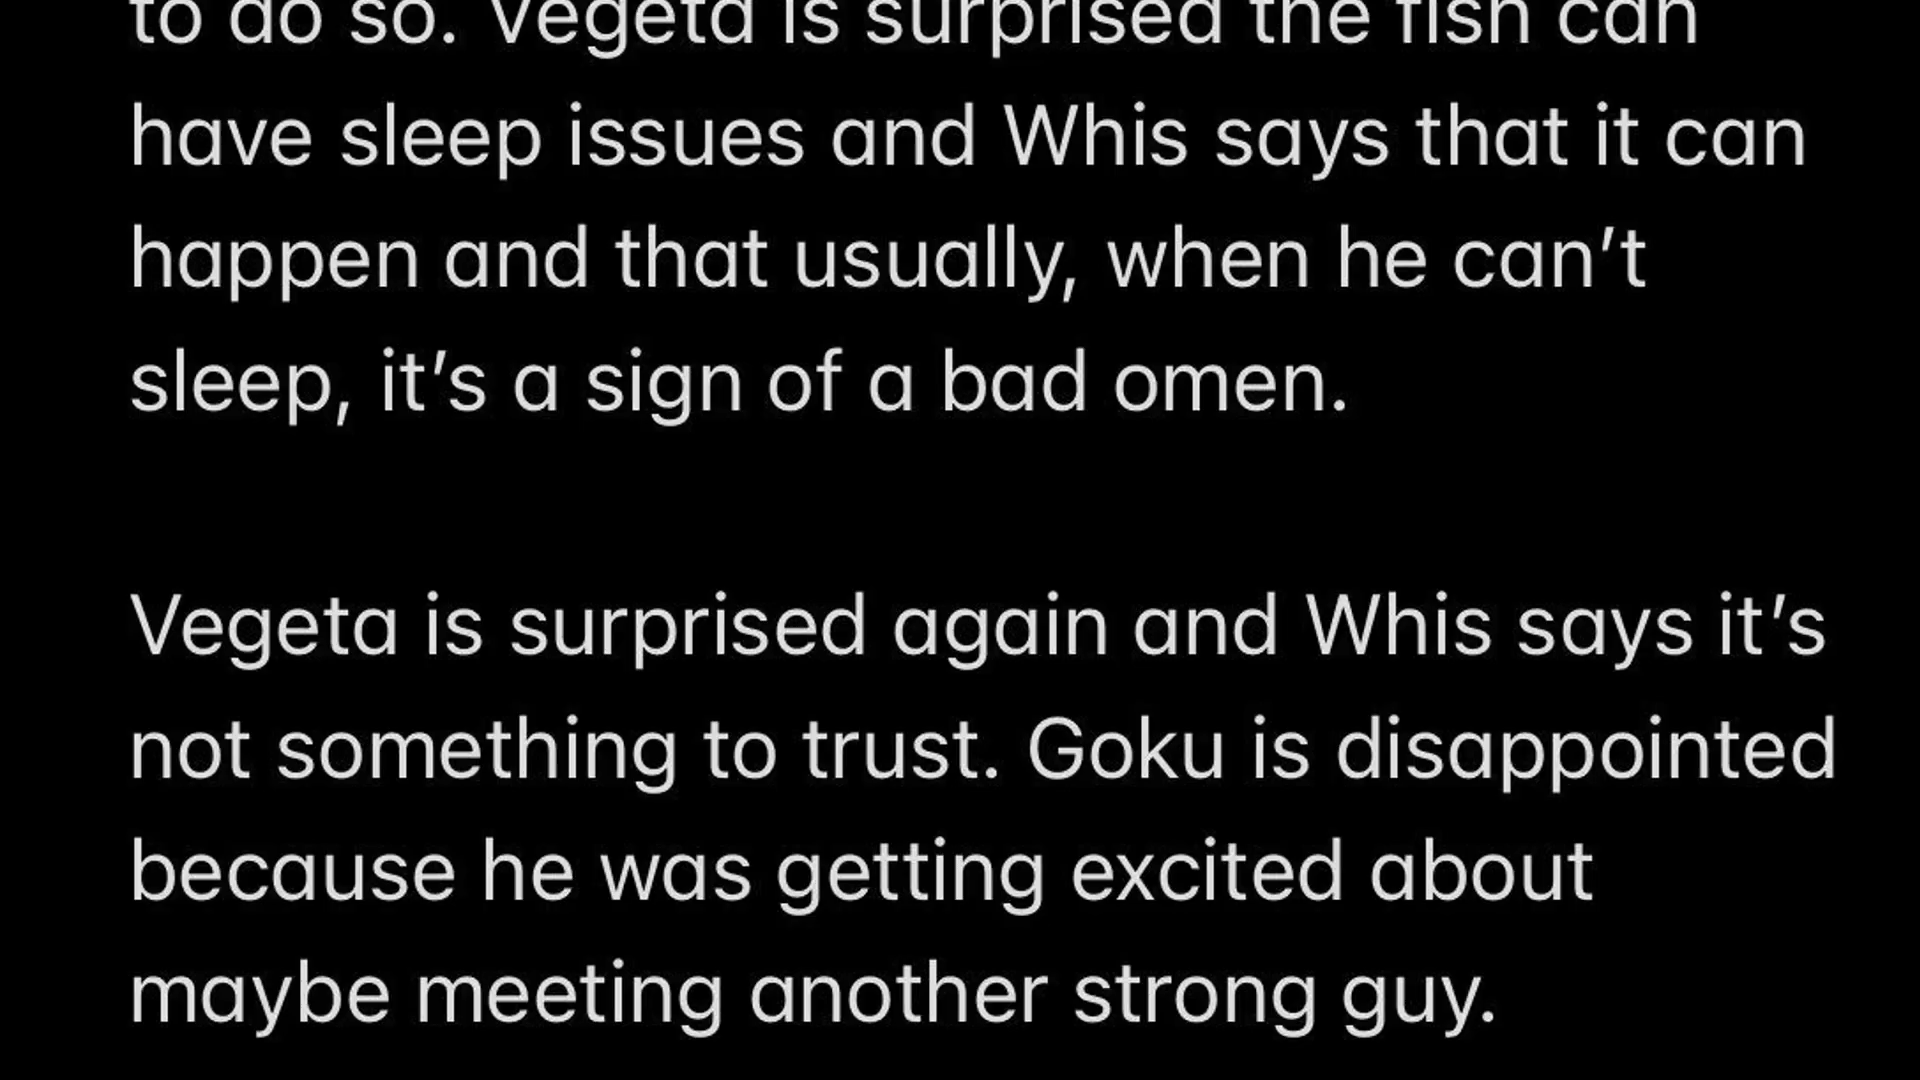 to do so. Vegeta is surprised the fish can
have sleep issues and Whis says that it can
happen and that usually, when he can’t
sleep, it’s a sign of a bad omen.
Vegeta is surprised again and Whis says it’s
not something to trust. Goku is disappointed
because he was getting excited about
maybe meeting another strong guy.